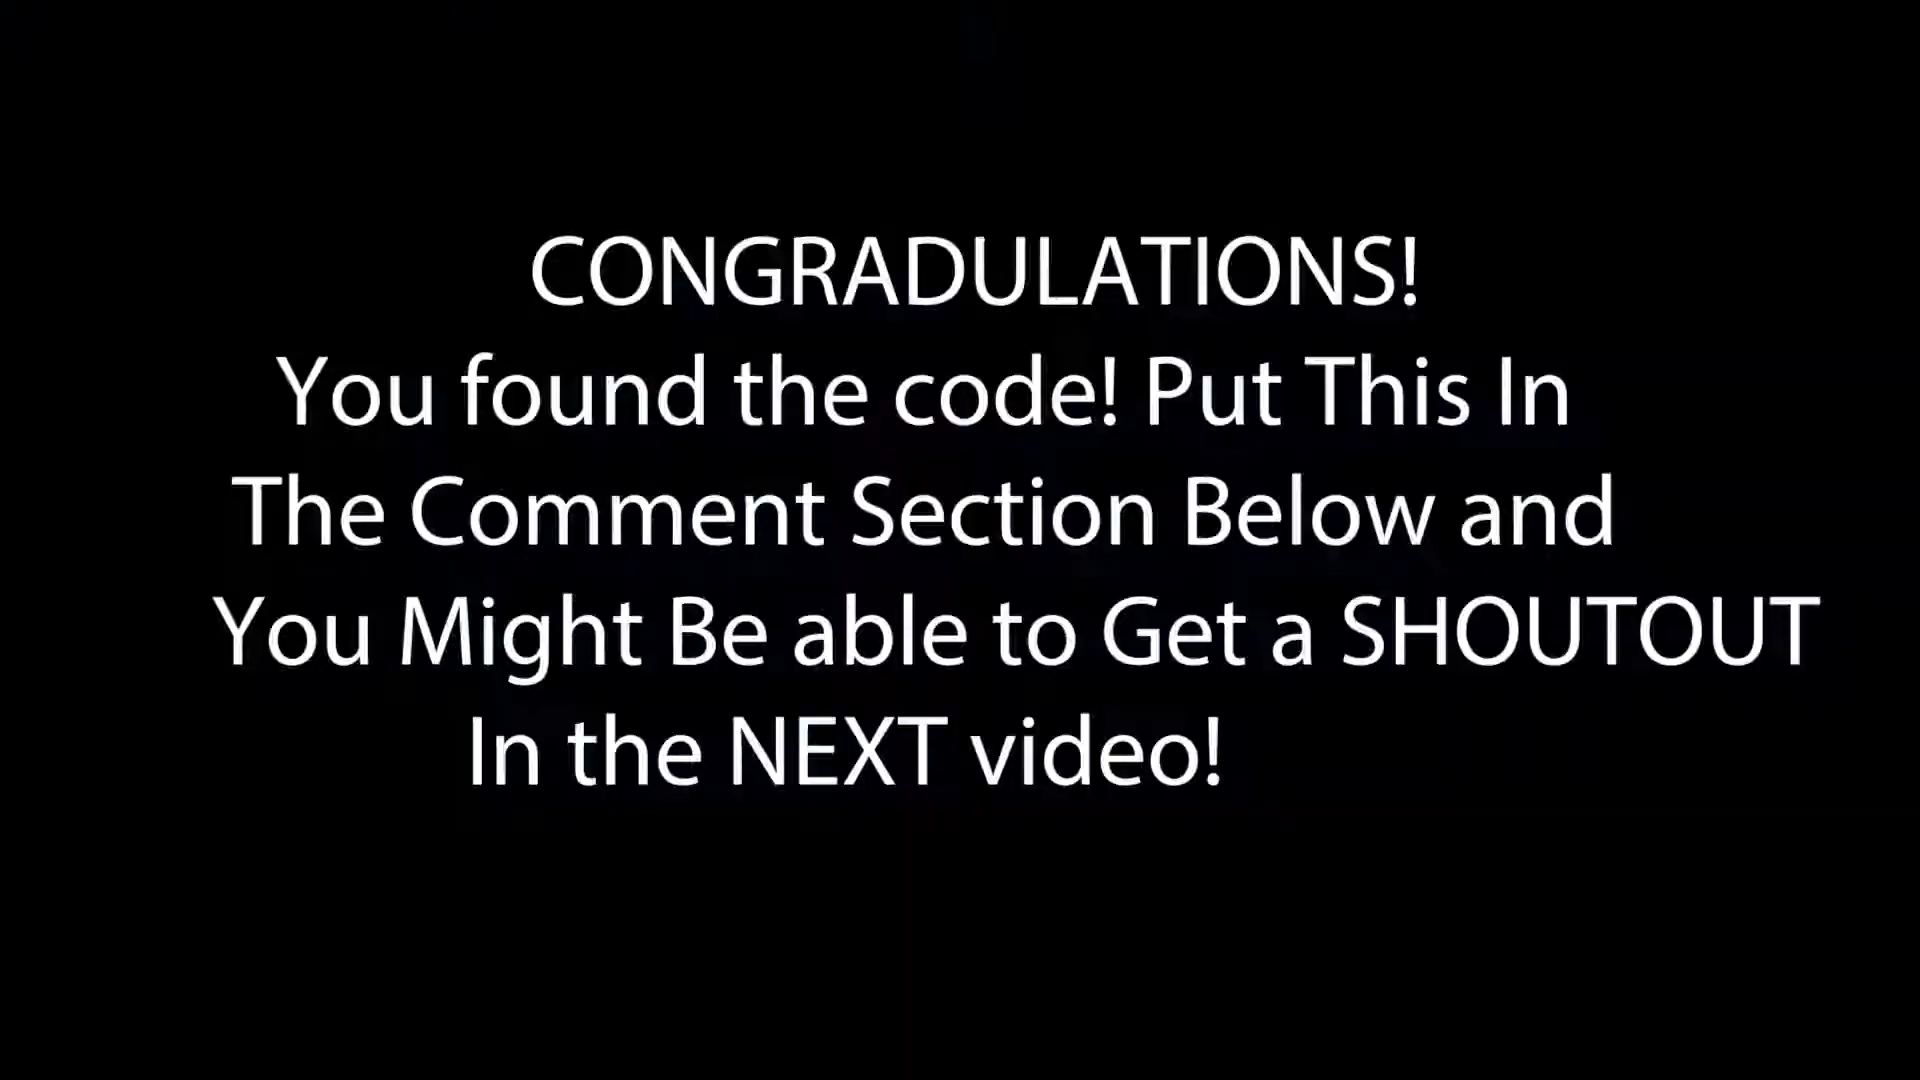 CONGRADULATIONS!
You found the code! Put This In
The Comment Section Below and
You Might Be able to Get a SHOUTOUT
In the NEXT video!